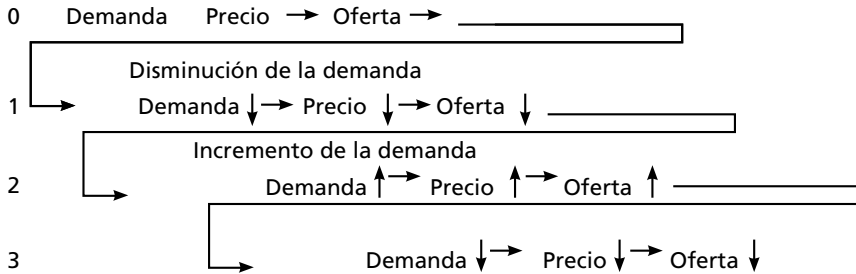 0 Demanda Precio → Oferta →
Disminución de la demanda
1 Demanda ↓ → Precio ↓ → Oferta ↓
Incremento de la demanda
2 Demanda ↑ → Precio ↑ → Oferta ↑
3 Demanda ↓ → Precio ↓ → Oferta ↓